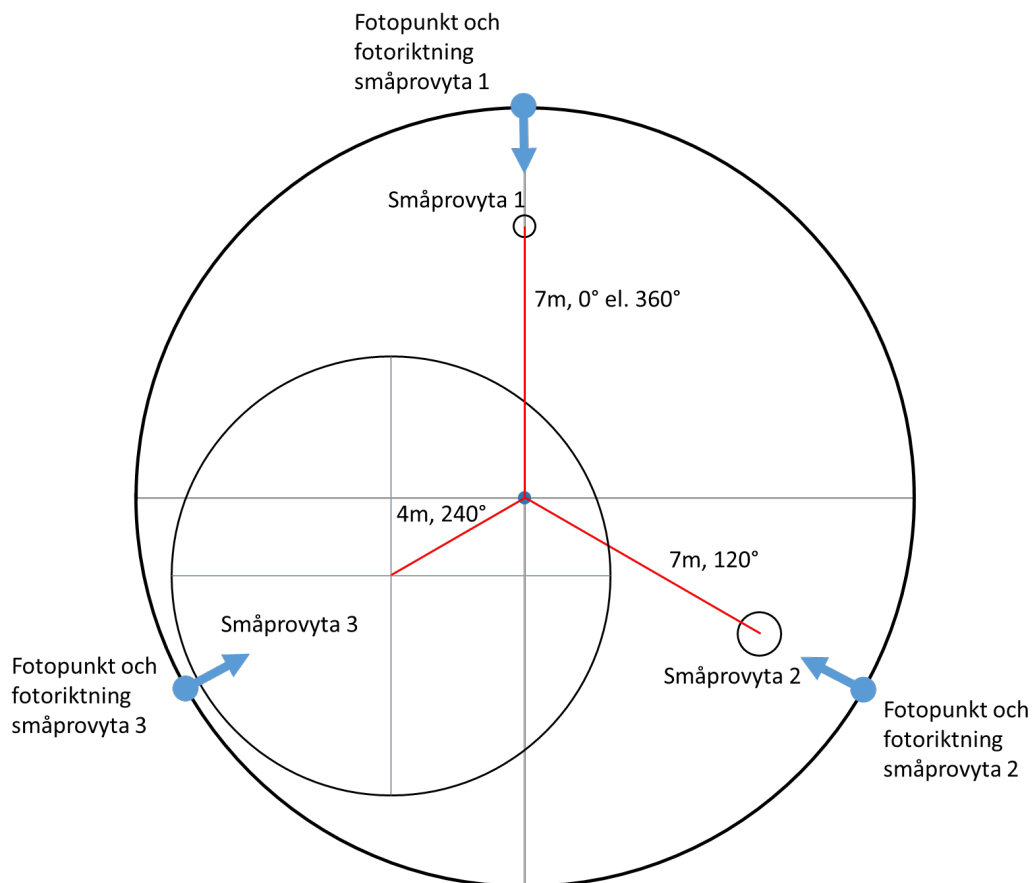 Fotopunkt och
fotoriktning
småprovyta 1
Småprovyta 1
7m, 0° el. 360°
4m, 240°
7m, 120°
Småprovyta 3
Fotopunkt och
fotoriktning
småprovyta 3
Småprovyta 2
Fotopunkt och
fotoriktning
småprovyta 2